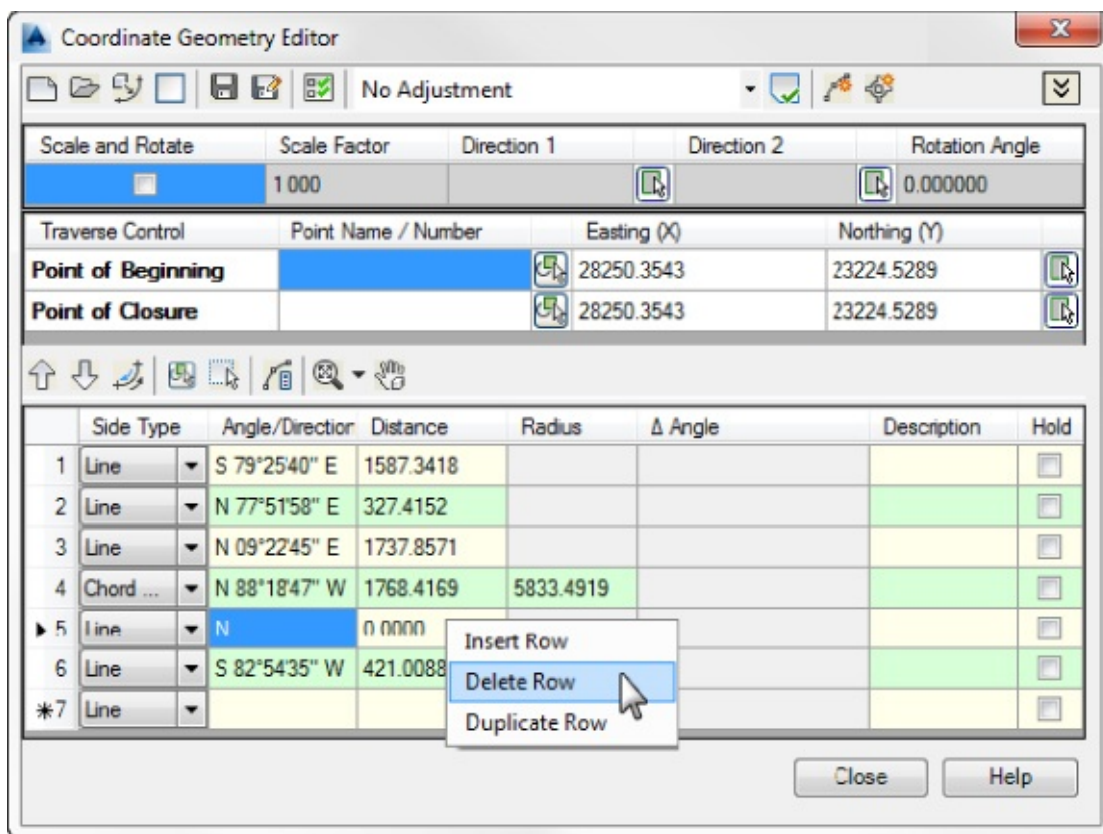 Coordinate Geometry Editor
No Adjustment
Scale and Rotate Scale Factor Direction 1 Direction 2 Rotation Angle
1.000 0.000000
Traverse Control Point Name / Number Easting (X) Northing (Y)
Point of Beginning 28250.3543 23224.5289
Point of Closure 28250.3543 23224.5289
Side Type Angle/Direction Distance Radius Δ Angle Description Hold
1 Line S 79°25'40" E 1587.3418
2 Line N 77°51'58" E 327.4152
3 Line N 09°22'45" E 1737.8571
4 Chord ... N 88°18'47" W 1768.4169 5833.4919
5 Line N 0.0000
6 Line S 82°54'35" W 421.0088
*7 Line
Insert Row
Delete Row
Duplicate Row
Close Help